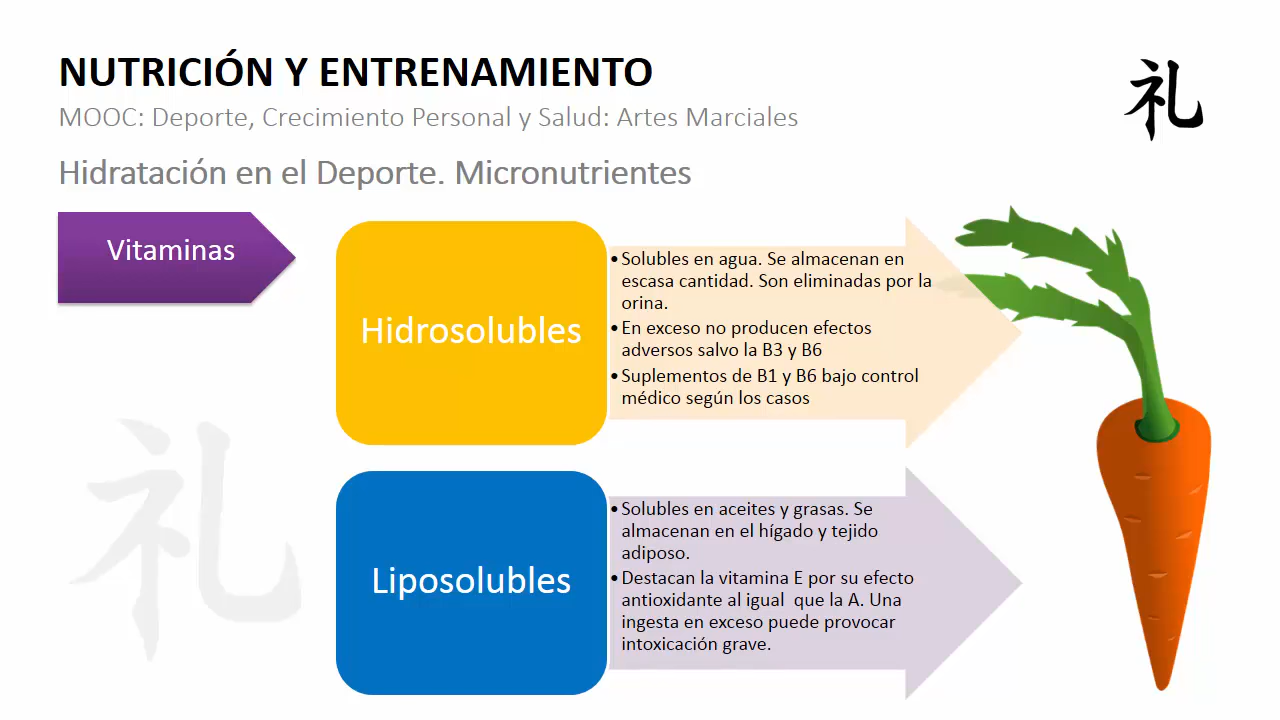 NUTRICIÓN Y ENTRENAMIENTO
MOOC: Deporte, Crecimiento Personal y Salud: Artes Marciales
礼
Hidratación en el Deporte. Micronutrientes
Vitaminas
Hidrosolubles
•Solubles en agua. Se almacenan en
escasa cantidad. Son eliminadas por la
orina.
•En exceso no producen efectos
adversos salvo la B3 y B6
•Suplementos de B1 y B6 bajo control
médico según los casos
礼
Liposolubles
•Solubles en aceites y grasas. Se
almacenan en el hígado y tejido
adiposo.
•Destacan la vitamina E por su efecto
antioxidante al igual  que la A. Una
ingesta en exceso puede provocar
intoxicación grave.